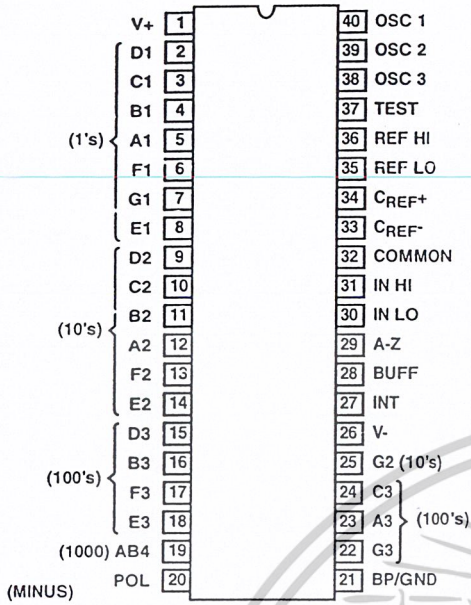 V+ 1 40 OSC 1
D1 2 39 OSC 2
C1 3 38 OSC 3
B1 4 37 TEST
(1's) A1 5 36 REF HI
F1 6 35 REF LO
G1 7 34 CREF+
E1 8 33 CREF-
D2 9 32 COMMON
C2 10 31 IN HI
B2 11 30 IN LO
(10's) A2 12 29 A-Z
F2 13 28 BUFF
E2 14 27 INT
D3 15 26 V-
B3 16 25 G2 (10's)
(100's) F3 17 24 C3
E3 18 23 A3 (100's)
(1000) AB4 19 22 G3
POL 20 21 BP/GND
(MINUS)